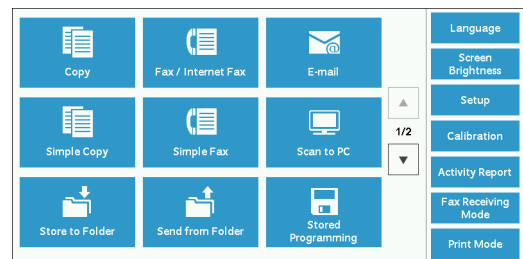 Copy
Fax / Internet Fax
E-mail
Simple Copy
Simple Fax
Scan to PC
Store to Folder
Send from Folder
Stored
Programming
1/2
Language
Screen
Brightness
Setup
Calibration
Activity Report
Fax Receiving
Mode
Print Mode